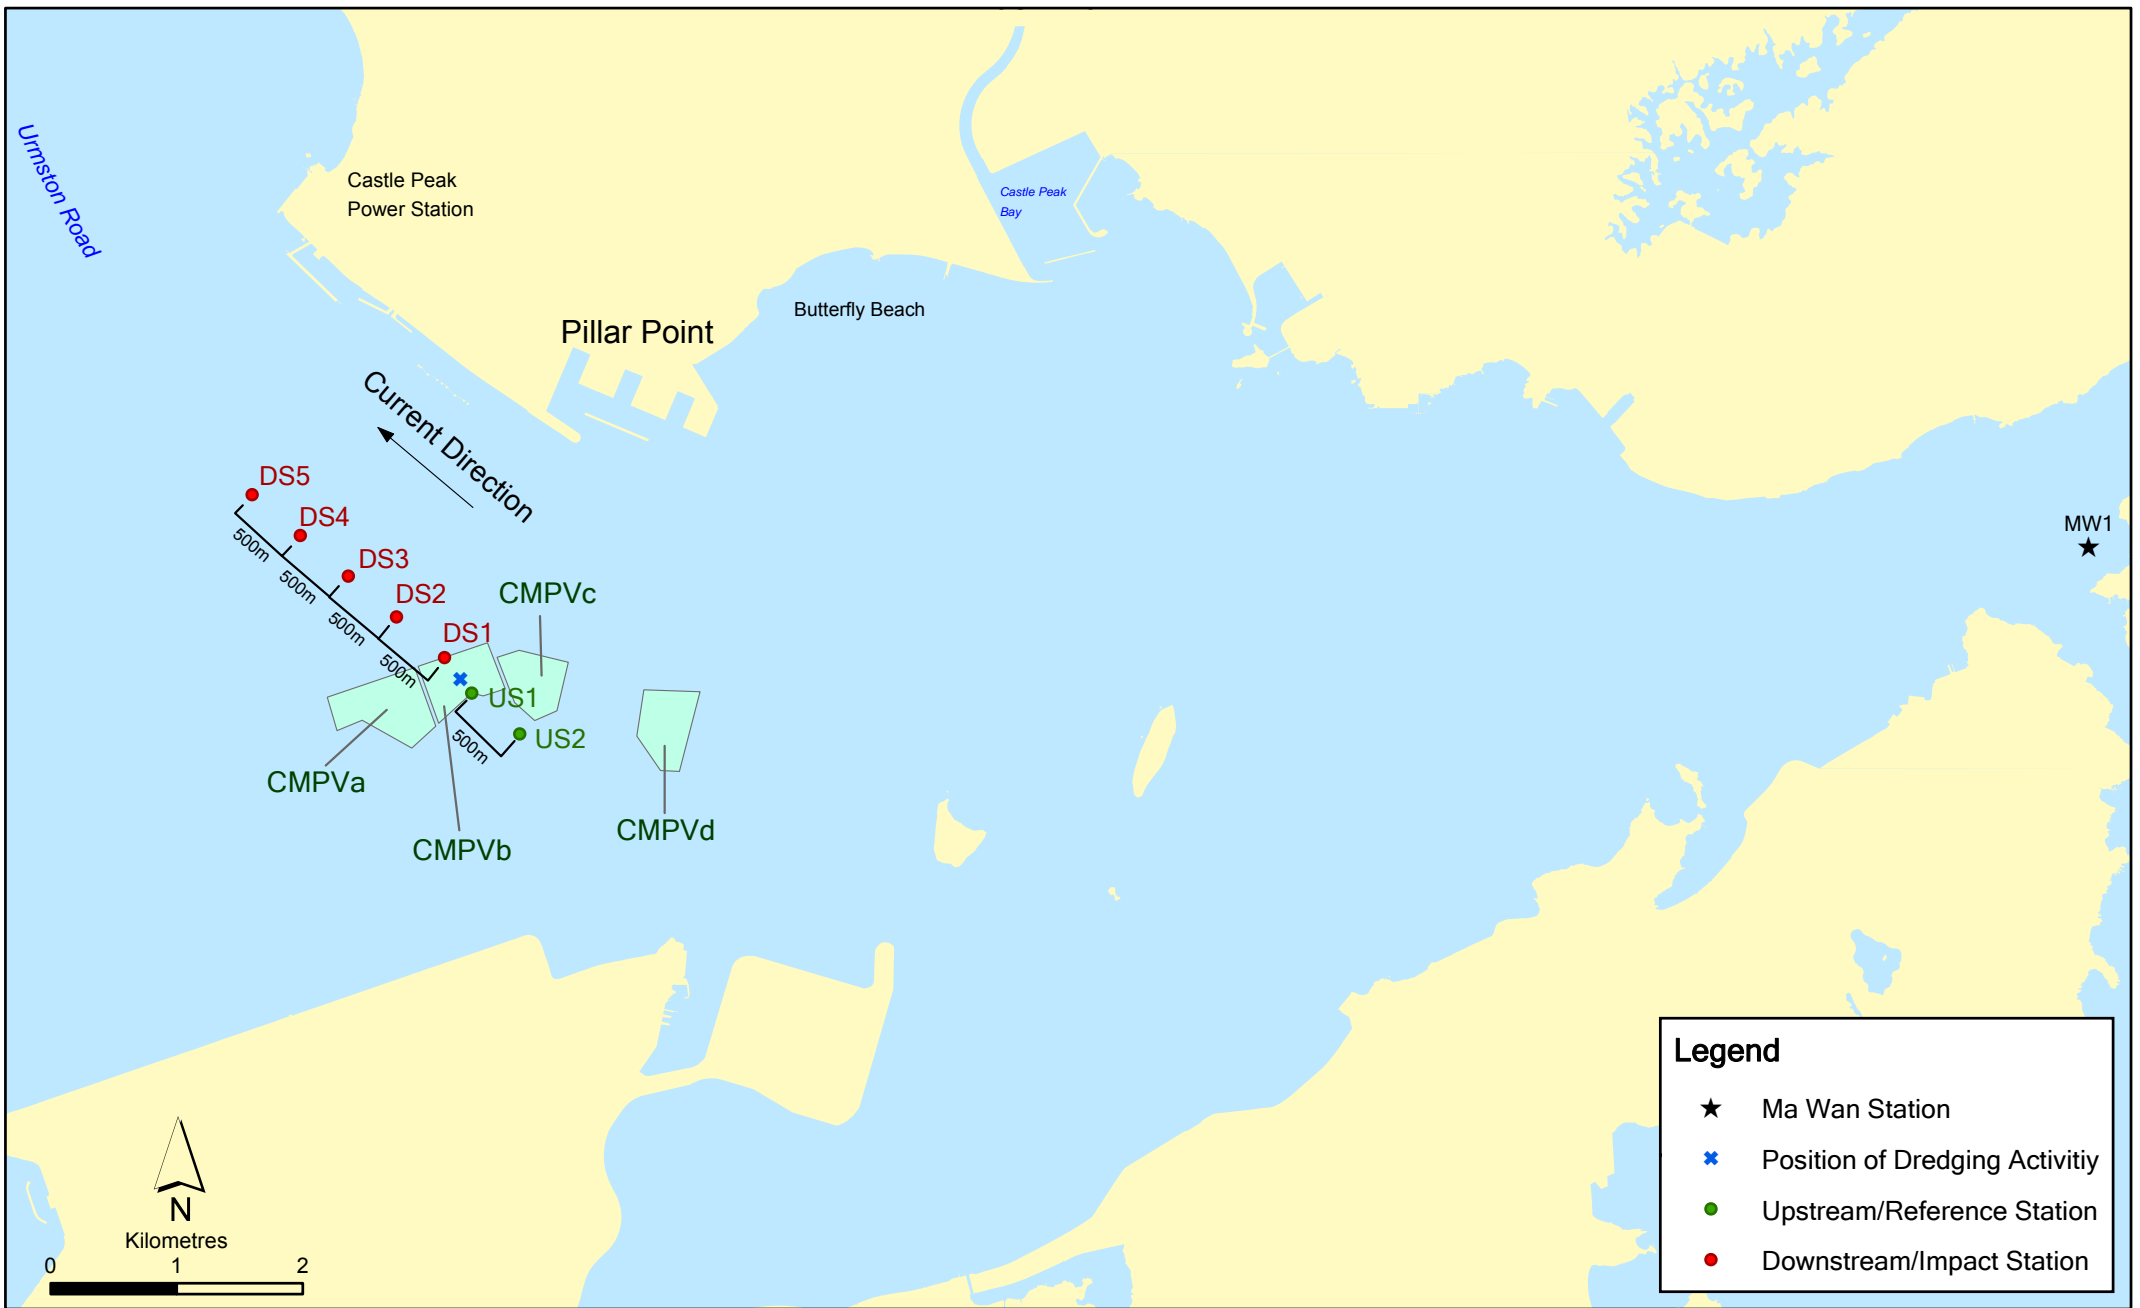 Urmston Road
Castle Peak
Power Station
Castle Peak
Bay
Butterfly Beach
Pillar Point
Current Direction
DS5
DS4
DS3
DS2
DS1
500m
500m
500m
500m
CMPVc
MW1
US1
US2
500m
CMPVa
CMPVb
CMPVd
N
Kilometres
0 1 2
Legend
Ma Wan Station
Position of Dredging Activitiy
Upstream/Reference Station
Downstream/Impact Station